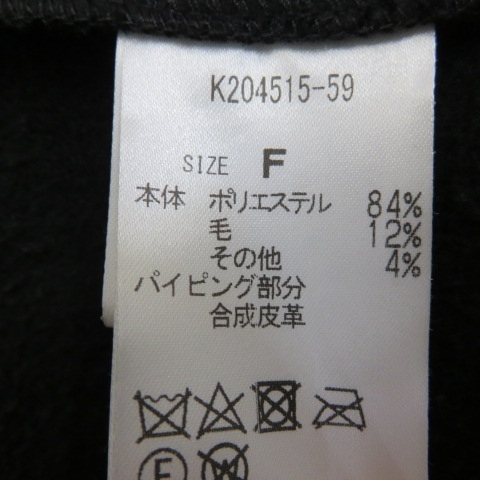 K204515-59
SIZE F
本体 ポリエステル 84%
毛 12%
その他 4%
パイピング部分
合成皮革
F W